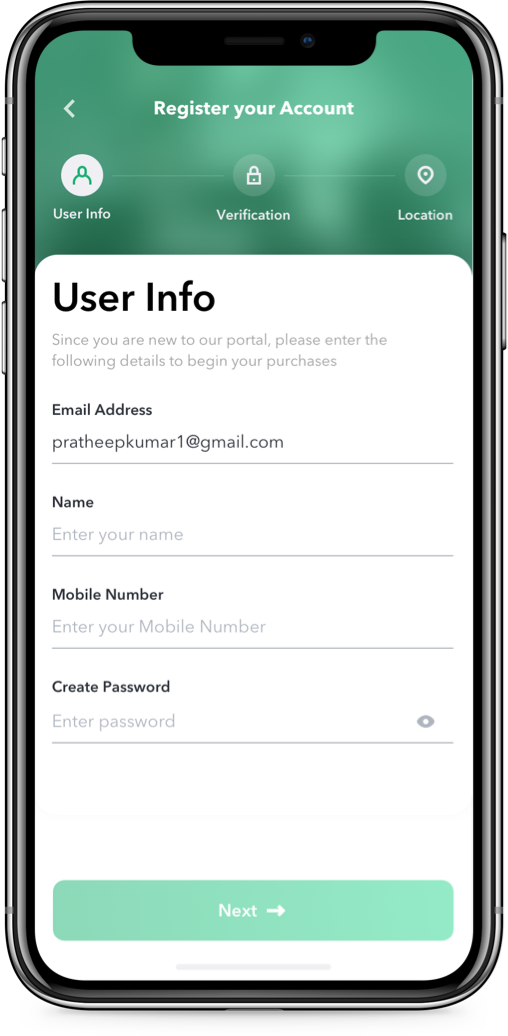 Register your Account
User Info
Verification
Location
User Info
Since you are new to our portal, please enter the
following details to begin your purchases
Email Address
pratheepkumar1@gmail.com
Name
Enter your name
Mobile Number
Enter your Mobile Number
Create Password
Enter password
Next →